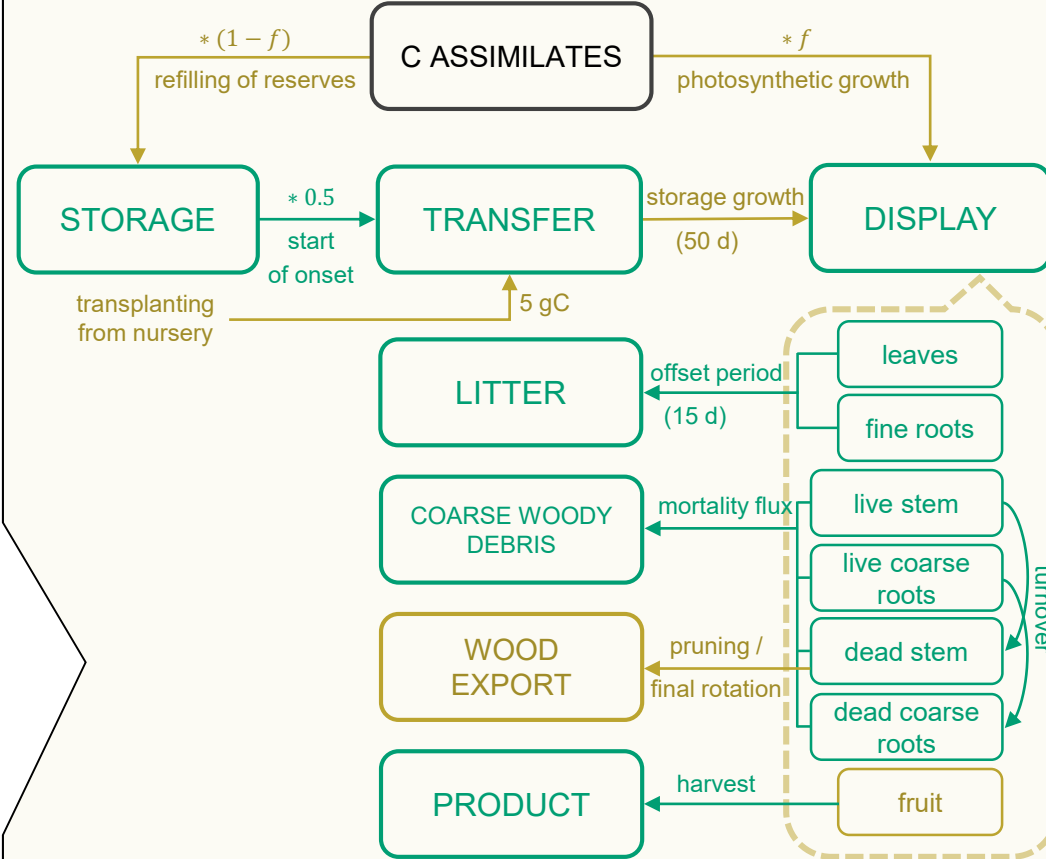 ∗ (1 − f)
C ASSIMILATES
∗ f
refilling of reserves
photosynthetic growth
STORAGE
∗ 0.5
start
of onset
TRANSFER
storage growth
(50 d)
DISPLAY
transplanting
from nursery
5 gC
LITTER
offset period
(15 d)
leaves
fine roots
COARSE WOODY
DEBRIS
mortality flux
live stem
live coarse
roots
turnover
WOOD
EXPORT
pruning /
final rotation
dead stem
dead coarse
roots
PRODUCT
harvest
fruit